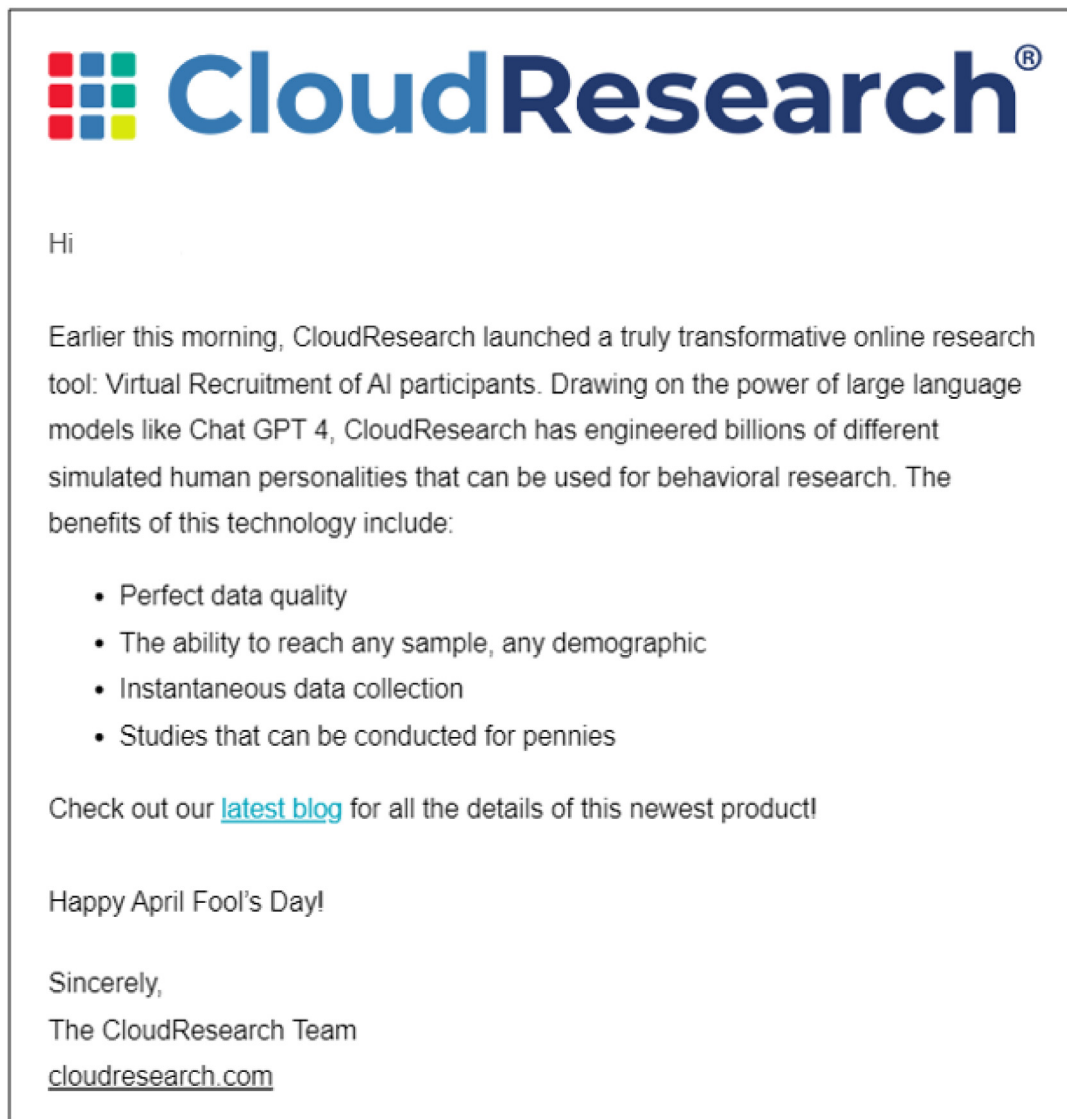 CloudResearch®
Hi
Earlier this morning, CloudResearch launched a truly transformative online research
tool: Virtual Recruitment of AI participants. Drawing on the power of large language
models like Chat GPT 4, CloudResearch has engineered billions of different
simulated human personalities that can be used for behavioral research. The
benefits of this technology include:
• Perfect data quality
• The ability to reach any sample, any demographic
• Instantaneous data collection
• Studies that can be conducted for pennies
Check out our latest blog for all the details of this newest product!
Happy April Fool’s Day!
Sincerely,
The CloudResearch Team
cloudresearch.com